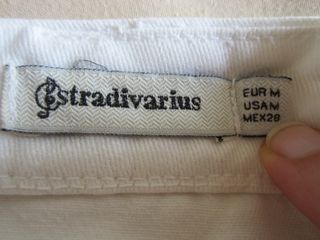 stradivarius
EUR M
USA M
MEX 28